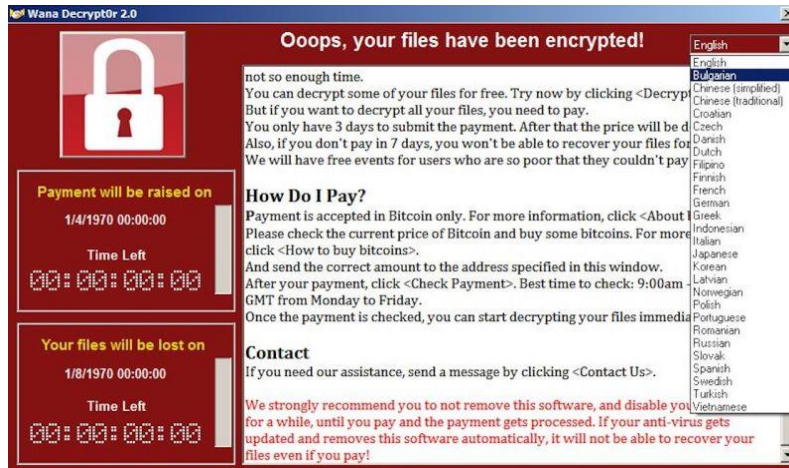 Wana Decrypt0r 2.0
Ooops, your files have been encrypted!
English
Payment will be raised on
1/4/1970 00:00:00
Time Left
00:00:00:00
Your files will be lost on
1/8/1970 00:00:00
Time Left
00:00:00:00
not so enough time.
You can decrypt some of your files for free. Try now by clicking <Decryp
But if you want to decrypt all your files, you need to pay.
You only have 3 days to submit the payment. After that the price will be d
Also, if you don't pay in 7 days, you won't be able to recover your files for
We will have free events for users who are so poor that they couldn't pay
How Do I Pay?
Payment is accepted in Bitcoin only. For more information, click <About
Please check the current price of Bitcoin and buy some bitcoins. For more
click <How to buy bitcoins>.
And send the correct amount to the address specified in this window.
After your payment, click <Check Payment>. Best time to check: 9:00am -
GMT from Monday to Friday.
Once the payment is checked, you can start decrypting your files immedia
Contact
If you need our assistance, send a message by clicking <Contact Us>.
We strongly recommend you to not remove this software, and disable you
for a while, until you pay and the payment gets processed. If your anti-virus gets
updated and removes this software automatically, it will not be able to recover your
files even if you pay!
English
Bulgarian
Chinese (simplified)
Chinese (traditional)
Croatian
Czech
Danish
Dutch
Filipino
Finnish
French
German
Greek
Indonesian
Italian
Japanese
Korean
Latvian
Norwegian
Polish
Portuguese
Romanian
Russian
Slovak
Spanish
Swedish
Turkish
Vietnamese